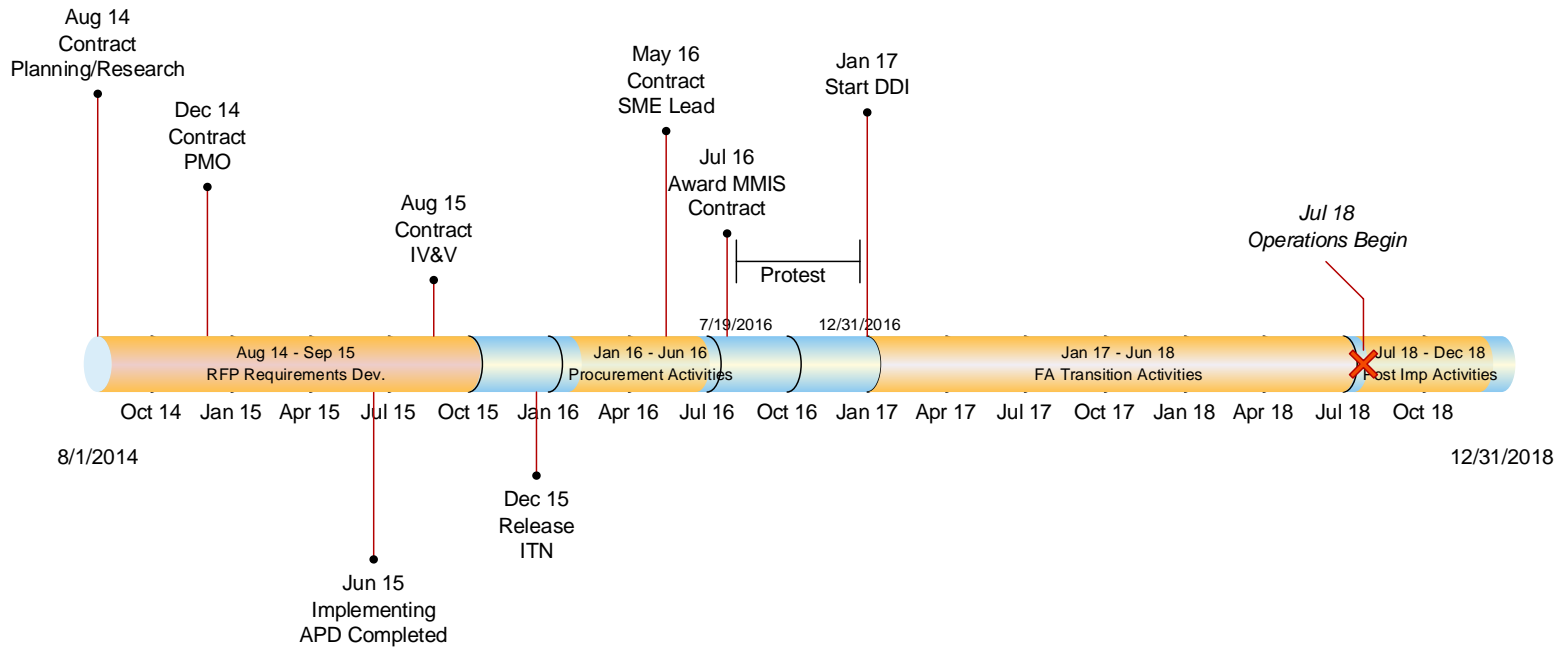 Aug 14
Contract
Planning/Research
Dec 14
Contract
PMO
Aug 15
Contract
IV&V
May 16
Contract
SME Lead
Jul 16
Award MMIS
Contract
Jan 17
Start DDI
Protest
Jul 18
Operations Begin
7/19/2016
12/31/2016
Aug 14 - Sep 15
RFP Requirements Dev.
Jan 16 - Jun 16
Procurement Activities
Jan 17 - Jun 18
FA Transition Activities
Jul 18 - Dec 18
Post Imp Activities
Oct 14 Jan 15 Apr 15 Jul 15 Oct 15 Jan 16 Apr 16 Jul 16 Oct 16 Jan 17 Apr 17 Jul 17 Oct 17 Jan 18 Apr 18 Jul 18 Oct 18
8/1/2014
12/31/2018
Dec 15
Release
ITN
Jun 15
Implementing
APD Completed